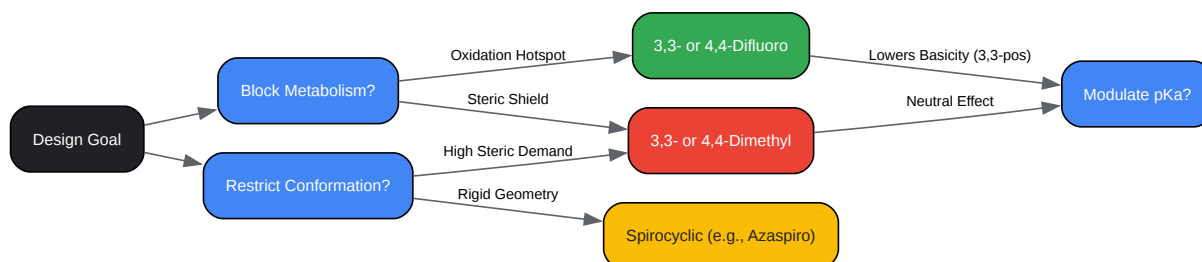 Design Goal
Block Metabolism?
Restrict Conformation?
Oxidation Hotspot
Steric Shield
High Steric Demand
Rigid Geometry
3,3- or 4,4-Difluoro
3,3- or 4,4-Dimethyl
Spirocyclic (e.g., Azaspiro)
Lowers Basicity (3,3-pos)
Neutral Effect
Modulate pKa?